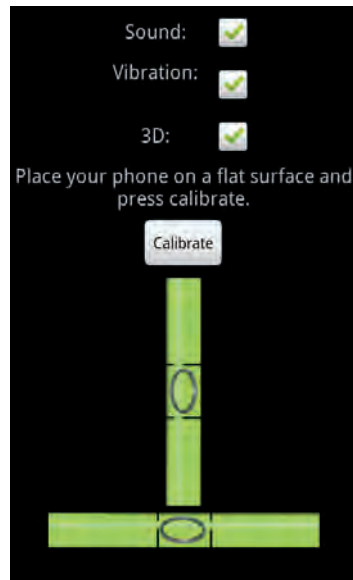 Sound:
Vibration:
3D:
Place your phone on a flat surface and
press calibrate.
Calibrate